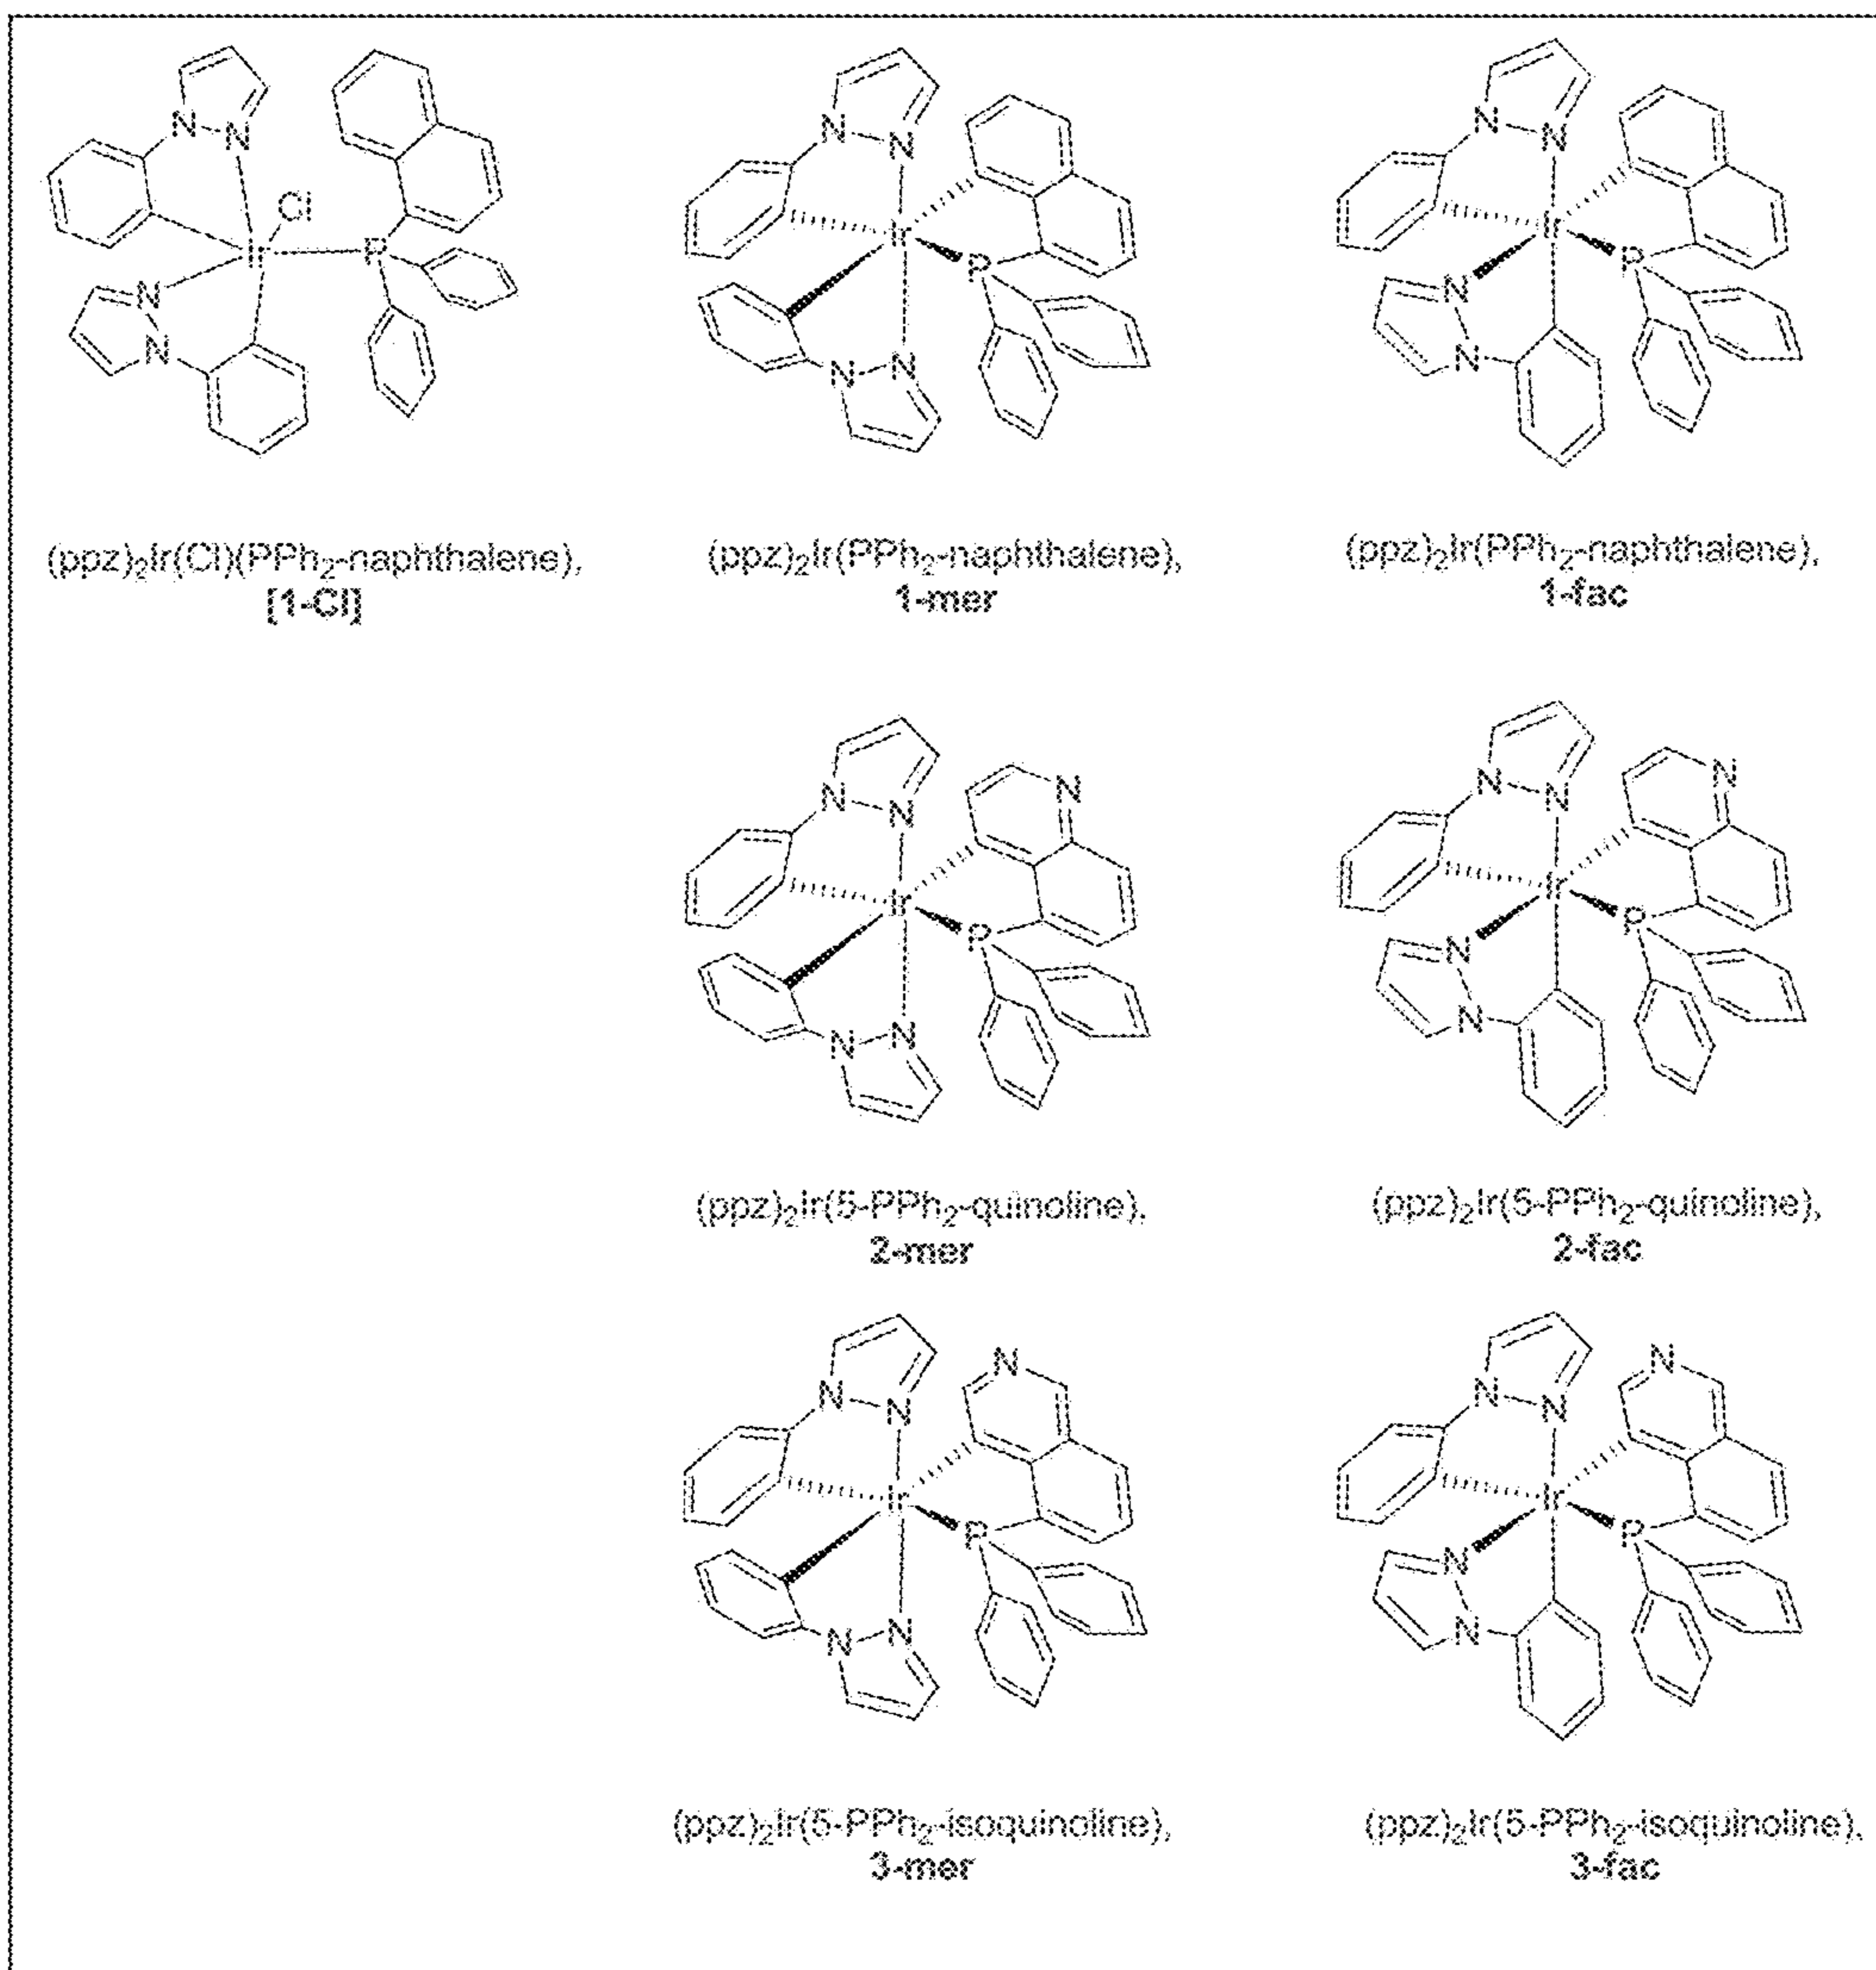 N
N
Cl
Ir
P
N
N
(ppz)₂Ir(Cl)(PPh₂-naphthalene),
[1-Cl]
N
N
Ir
P
N
N
(ppz)₂Ir(PPh₂-naphthalene),
1-mer
N
N
Ir
P
N
N
(ppz)₂Ir(PPh₂-naphthalene),
1-fac
N
N
N
Ir
P
N
N
(ppz)₂Ir(5-PPh₂-quinoline),
2-mer
N
N
N
Ir
P
N
N
(ppz)₂Ir(5-PPh₂-quinoline),
2-fac
N
N
N
Ir
P
N
N
(ppz)₂Ir(5-PPh₂-isoquinoline),
3-mer
N
N
N
Ir
P
N
N
(ppz)₂Ir(5-PPh₂-isoquinoline),
3-fac